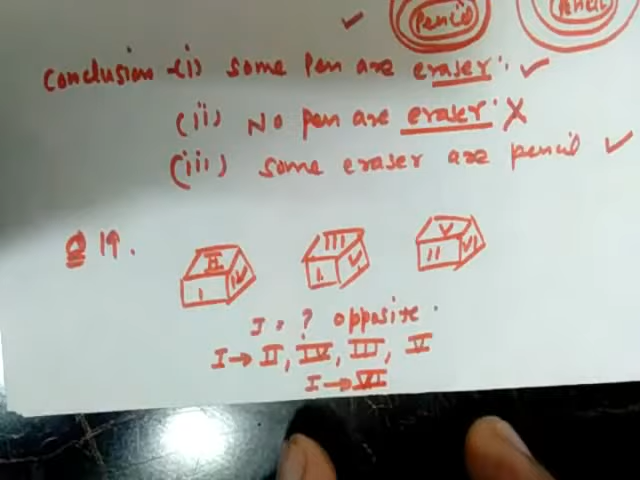 Pencil Pencil
✓
Conclusion -(i) some pen are eraser. ✓
(ii) No pen are eraser. X
(iii) some eraser are pencil ✓
Q 19.
II III V
I IV I V II VI
I = ? opposite.
I → II, IV, III, V
I → VI